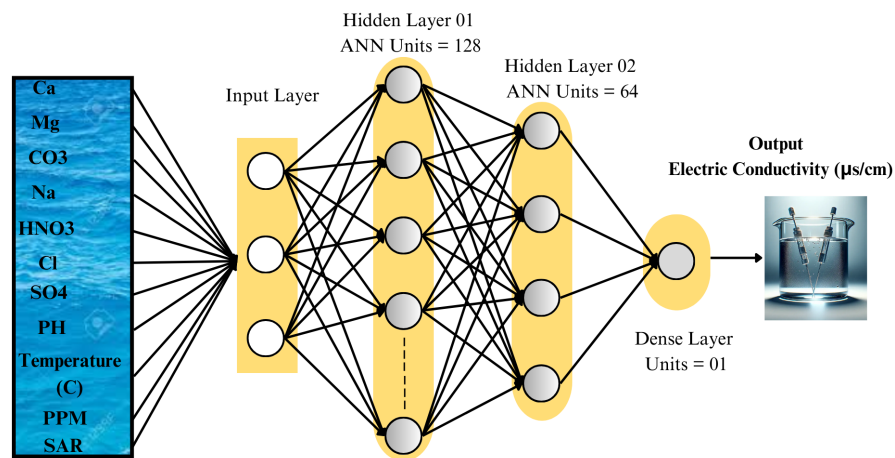 Hidden Layer 01
ANN Units = 128
Hidden Layer 02
ANN Units = 64
Input Layer
Ca
Mg
CO3
Na
HNO3
Cl
SO4
PH
Temperature
(C)
PPM
SAR
Output
Electric Conductivity (µs/cm)
Dense Layer
Units = 01